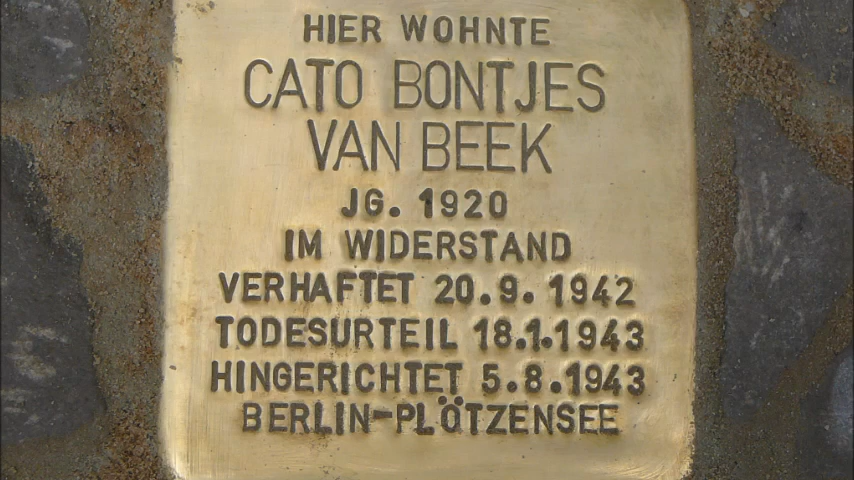 HIER WOHNTE
CATO BONTJES
VAN BEEK
JG. 1920
IM WIDERSTAND
VERHAFTET 20.9.1942
TODESURTEIL 18.1.1943
HINGERICHTET 5.8.1943
BERLIN-PLÖTZENSEE